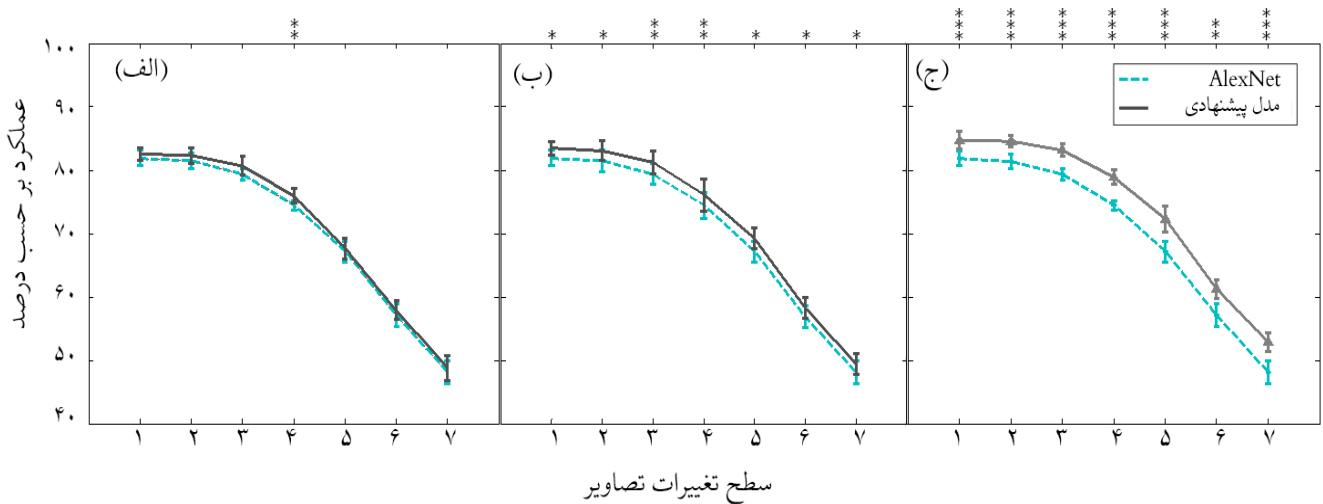 ** * * ** ** * * * *** *** *** *** *** ** ***
(الف) (ب) (ج)
AlexNet
مدل پیشنهادی
عملکرد بر حسب درصد
۱۰۰
۹۰
۸۰
۷۰
۶۰
۵۰
۴۰
۱ ۲ ۳ ۴ ۵ ۶ ۷
۱ ۲ ۳ ۴ ۵ ۶ ۷
۱ ۲ ۳ ۴ ۵ ۶ ۷
سطح تغییرات تصاویر